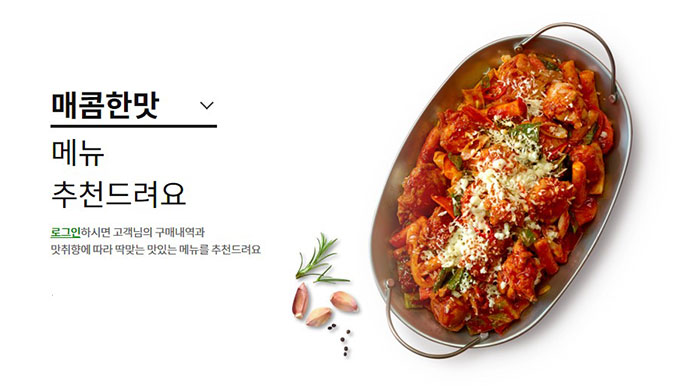 매콤한맛
메뉴
추천드려요
로그인하시면 고객님의 구매내역과
맛취향에 따라 딱맞는 맛있는 메뉴를 추천드려요